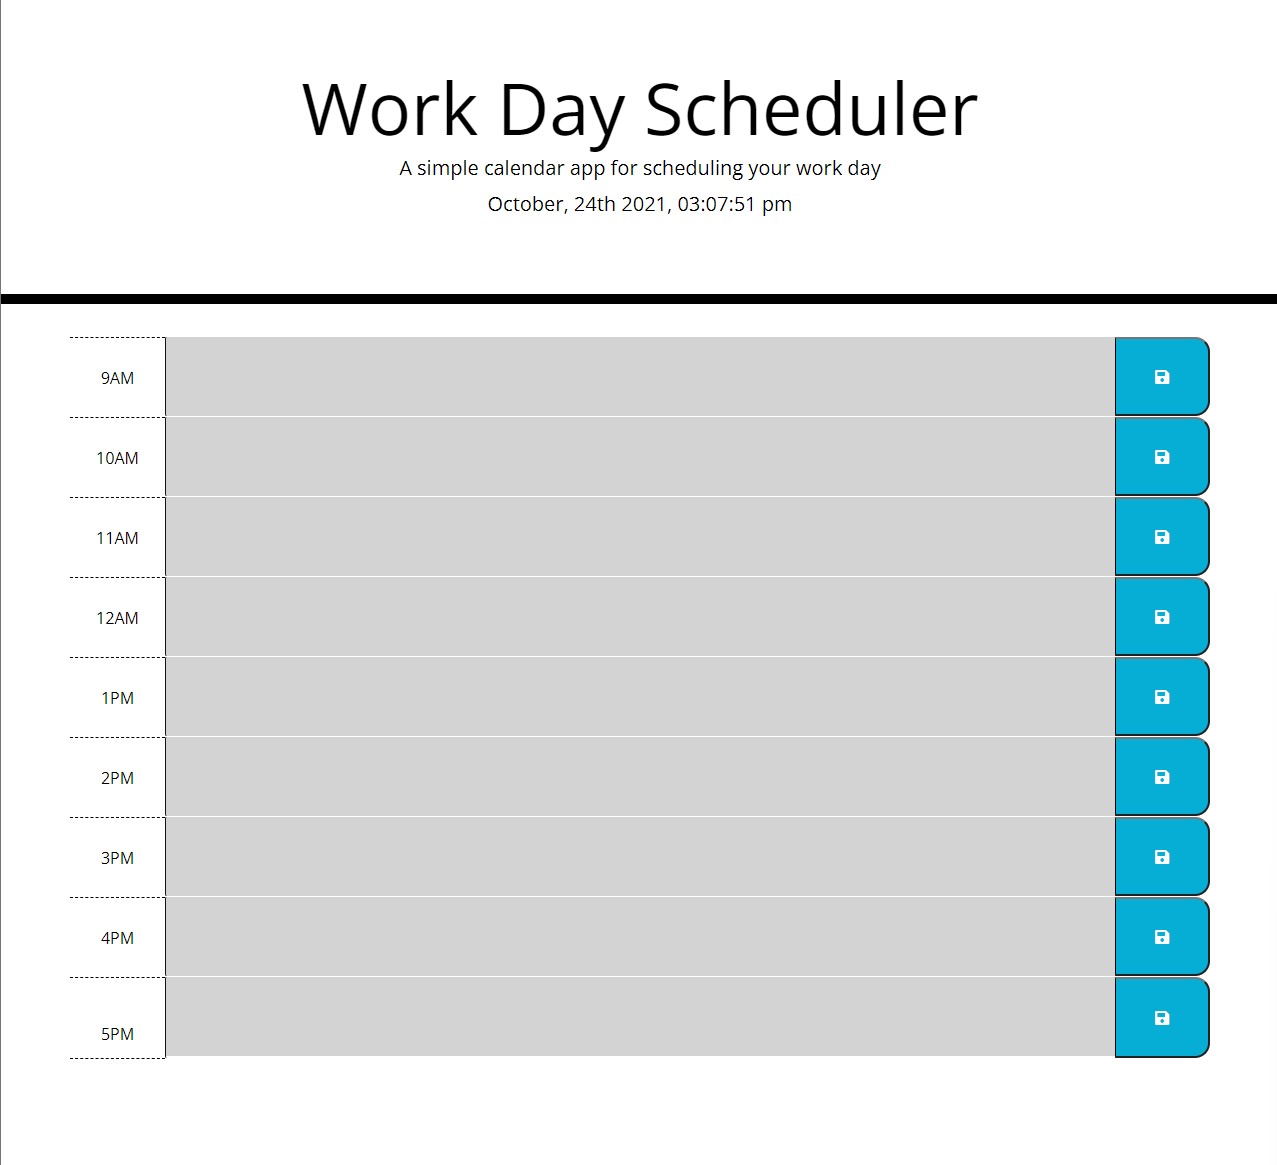 Work Day Scheduler
A simple calendar app for scheduling your work day
October, 24th 2021, 03:07:51 pm
9AM
10AM
11AM
12AM
1PM
2PM
3PM
4PM
5PM